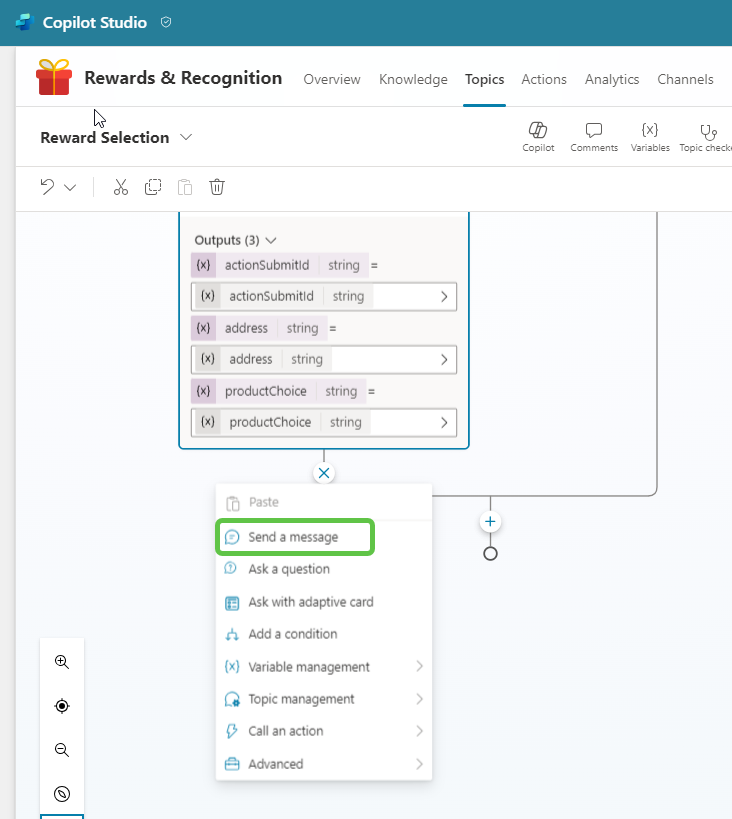 Copilot Studio
Rewards & Recognition Overview Knowledge Topics Actions Analytics Channels
Reward Selection
Copilot Comments Variables Topic checke
Outputs (3)
{x} actionSubmitId string =
(x) actionSubmitId string
{x} address string =
(x) address string
{x} productChoice string =
(x) productChoice string
Paste
Send a message
Ask a question
Ask with adaptive card
Add a condition
{x} Variable management
Topic management
Call an action
Advanced